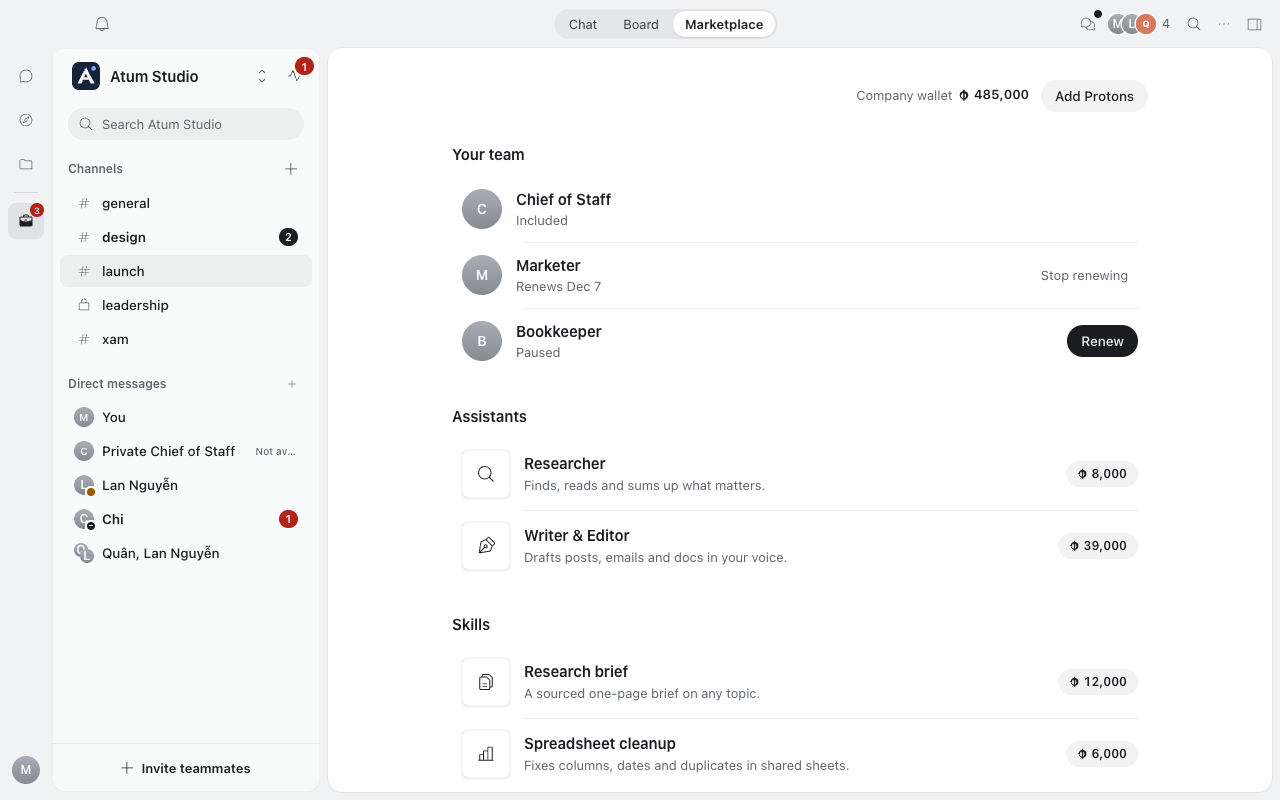 Chat
Board
Marketplace
M
L
Q
4
Atum Studio
1
Search Atum Studio
3
Channels
# general
# design
2
# launch
leadership
# xam
Direct messages
M
You
C
Private Chief of Staff
Not av...
L
Lan Nguyễn
C
Chi
1
Q
L
Quân, Lan Nguyễn
M
Invite teammates
Company wallet 485,000
Add Protons
Your team
C
Chief of Staff
Included
M
Marketer
Renews Dec 7
Stop renewing
B
Bookkeeper
Paused
Renew
Assistants
Researcher
Finds, reads and sums up what matters.
8,000
Writer & Editor
Drafts posts, emails and docs in your voice.
39,000
Skills
Research brief
A sourced one-page brief on any topic.
12,000
Spreadsheet cleanup
Fixes columns, dates and duplicates in shared sheets.
6,000